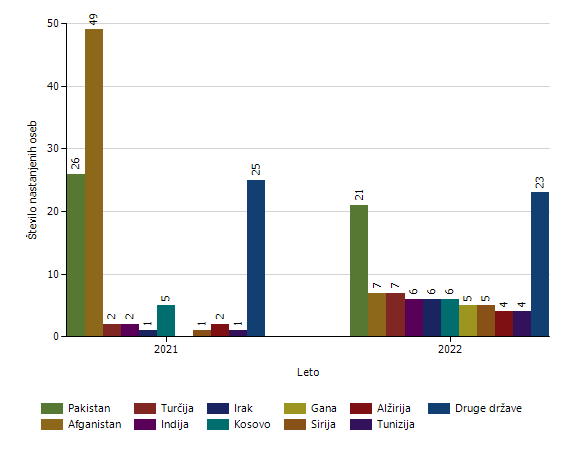 50
40
30
20
10
0
Število nastanjenih oseb
26
49
2
2
1
5
1
2
1
25
21
7
7
6
6
6
5
5
4
4
23
2021
2022
Leto
Pakistan
Turčija
Irak
Gana
Alžirija
Druge države
Afganistan
Indija
Kosovo
Sirija
Tunizija